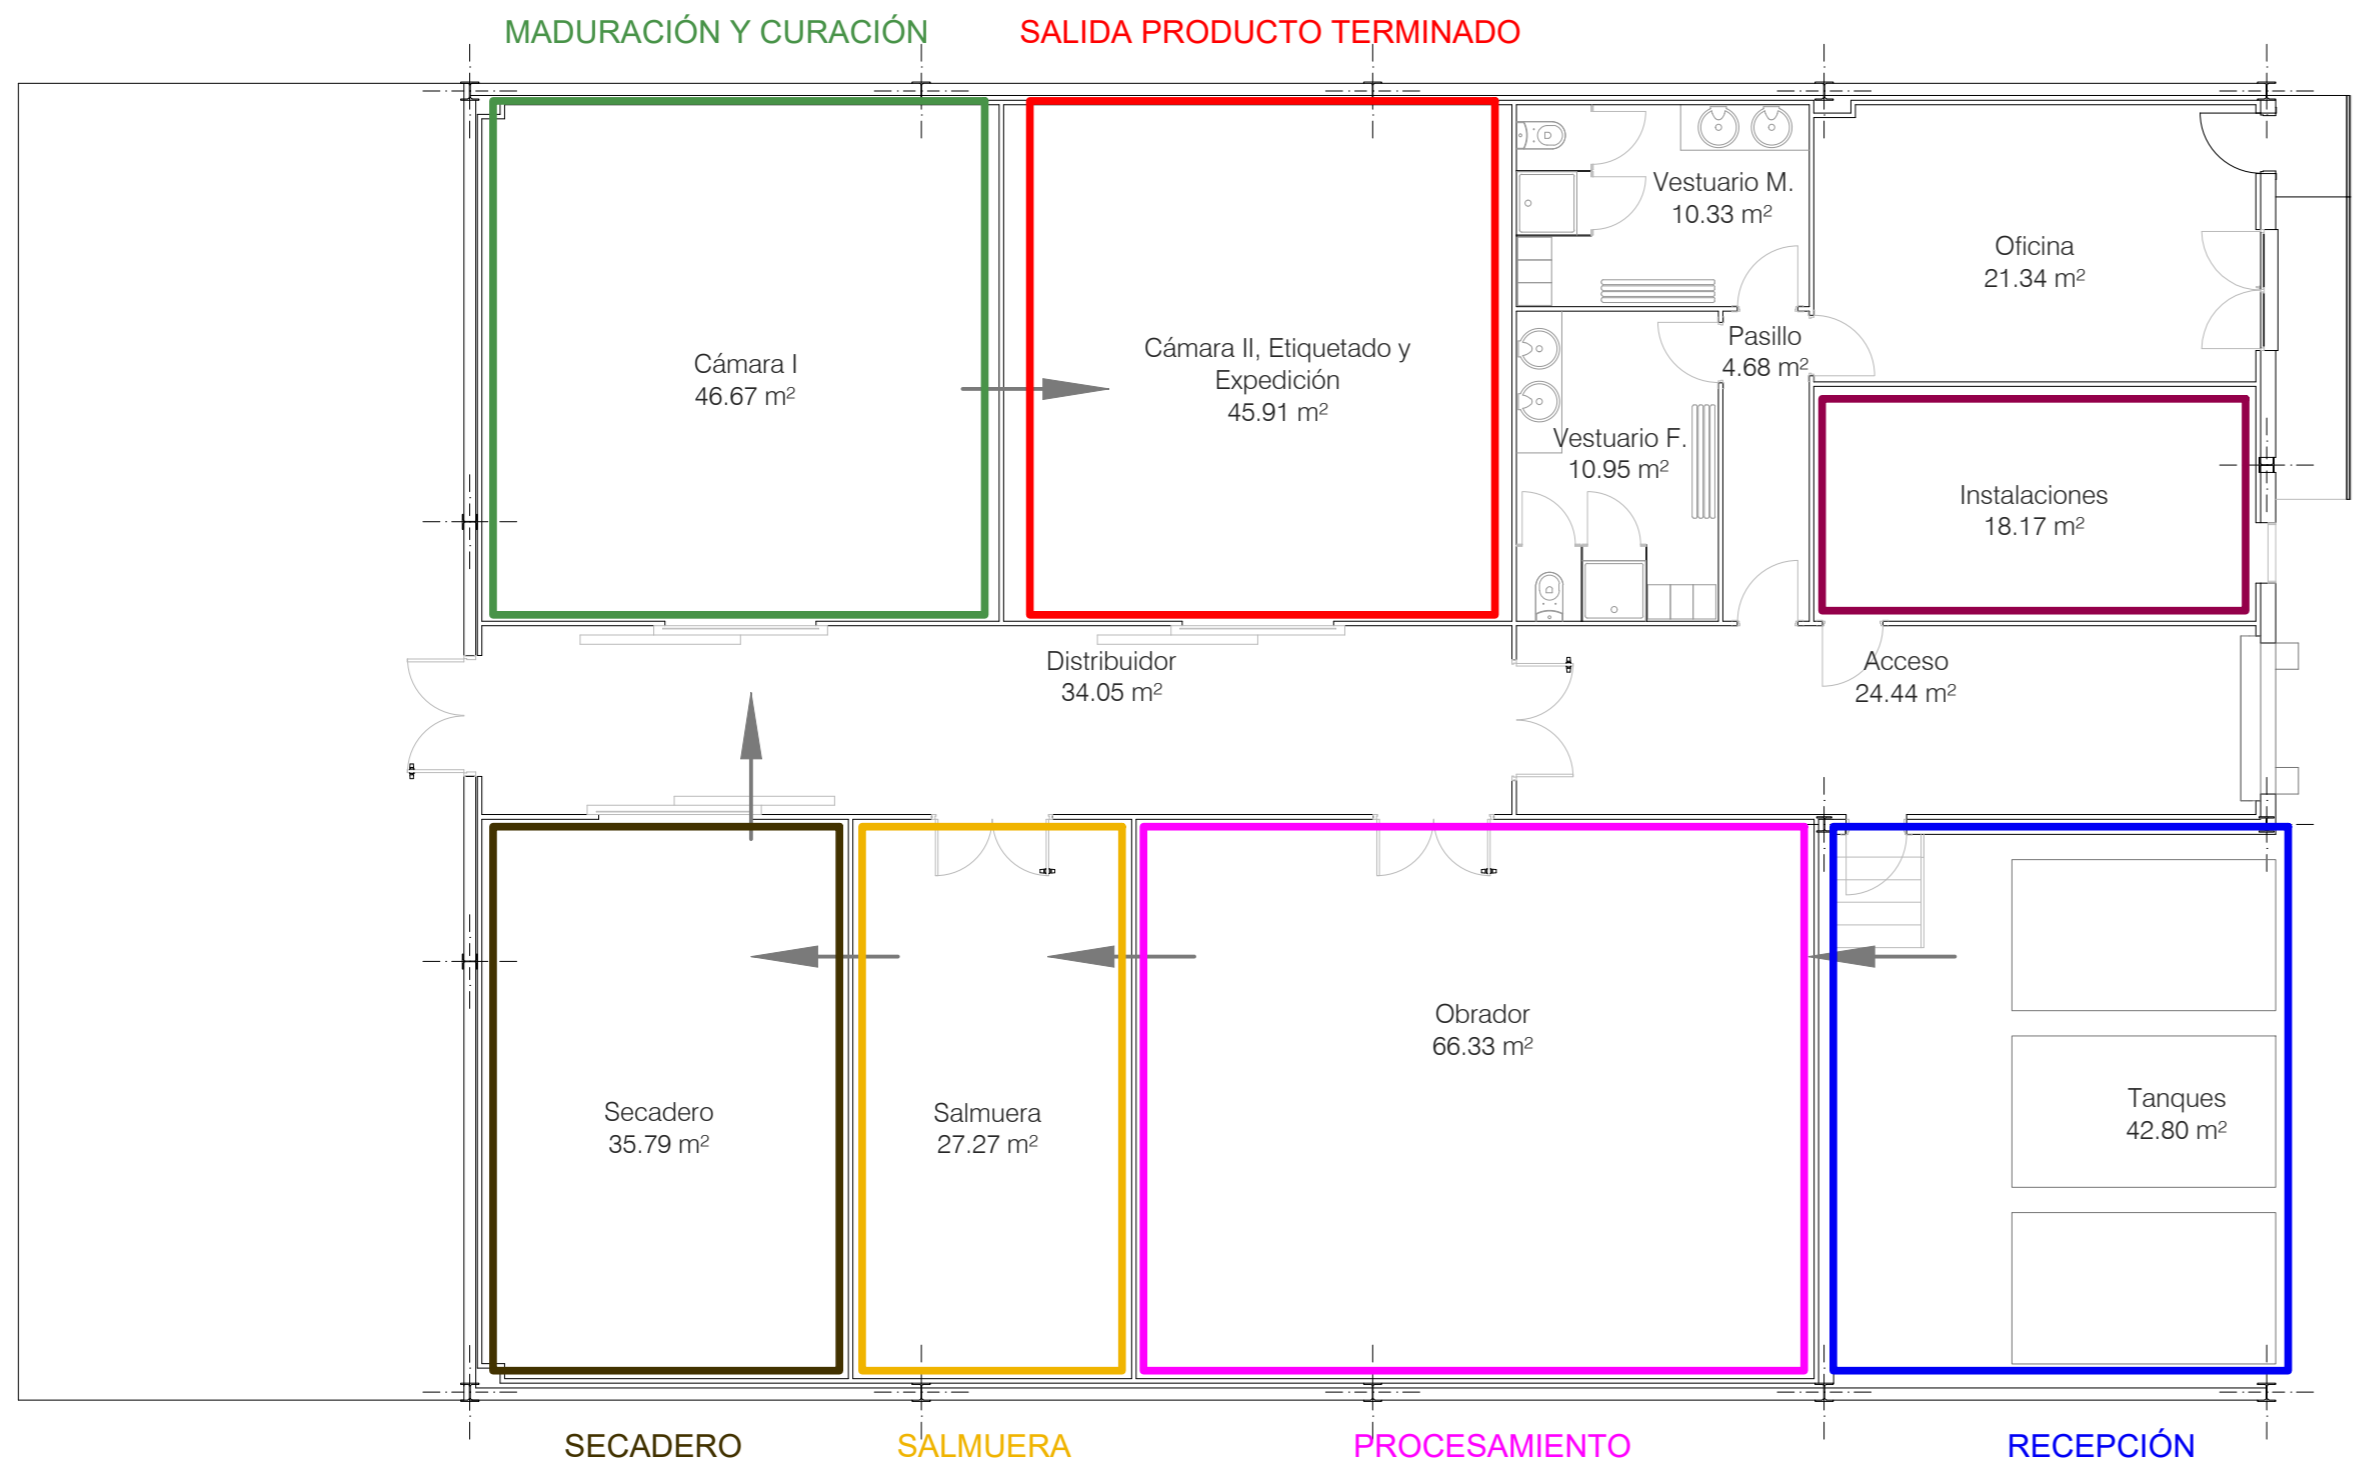 MADURACIÓN Y CURACIÓN
SALIDA PRODUCTO TERMINADO
Vestuario M.
10.33 m²
Oficina
21.34 m²
Cámara I
46.67 m²
Cámara II, Etiquetado y
Expedición
45.91 m²
Pasillo
4.68 m²
Vestuario F.
10.95 m²
Instalaciones
18.17 m²
Distribuidor
34.05 m²
Acceso
24.44 m²
Obrador
66.33 m²
Secadero
35.79 m²
Salmuera
27.27 m²
Tanques
42.80 m²
SECADERO
SALMUERA
PROCESAMIENTO
RECEPCIÓN